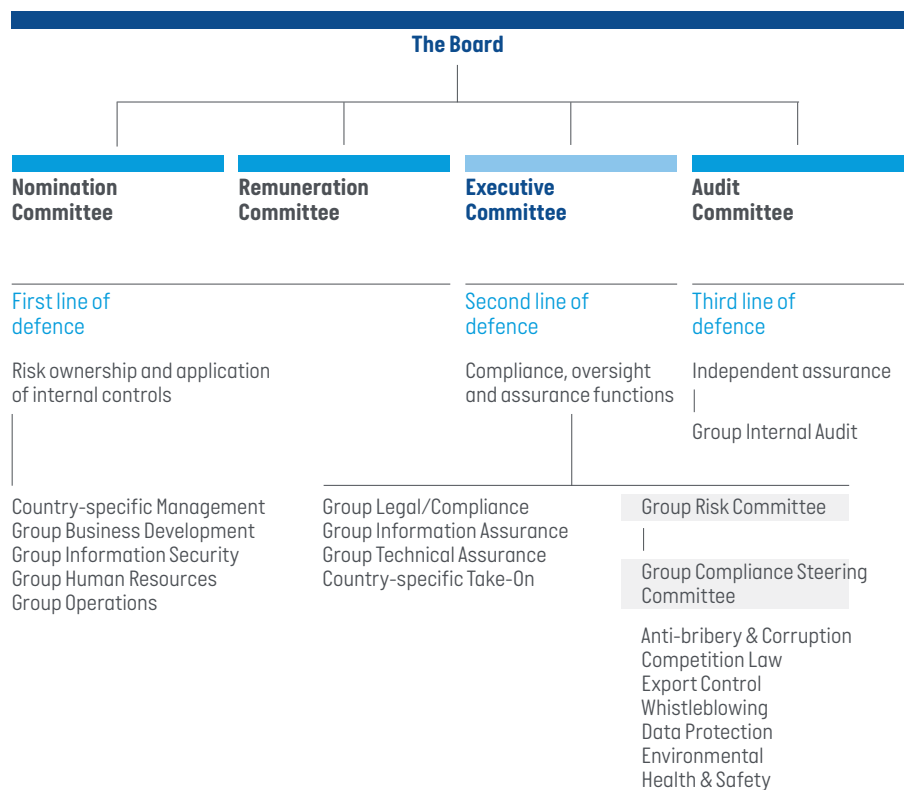 The Board
Nomination
Committee
Remuneration
Committee
Executive
Committee
Audit
Committee
First line of
defence
Risk ownership and application
of internal controls
Second line of
defence
Compliance, oversight
and assurance functions
Third line of
defence
Independent assurance
Group Internal Audit
Country-specific Management
Group Business Development
Group Information Security
Group Human Resources
Group Operations
Group Legal/Compliance
Group Information Assurance
Group Technical Assurance
Country-specific Take-On
Group Risk Committee
Group Compliance Steering
Committee
Anti-bribery & Corruption
Competition Law
Export Control
Whistleblowing
Data Protection
Environmental
Health & Safety